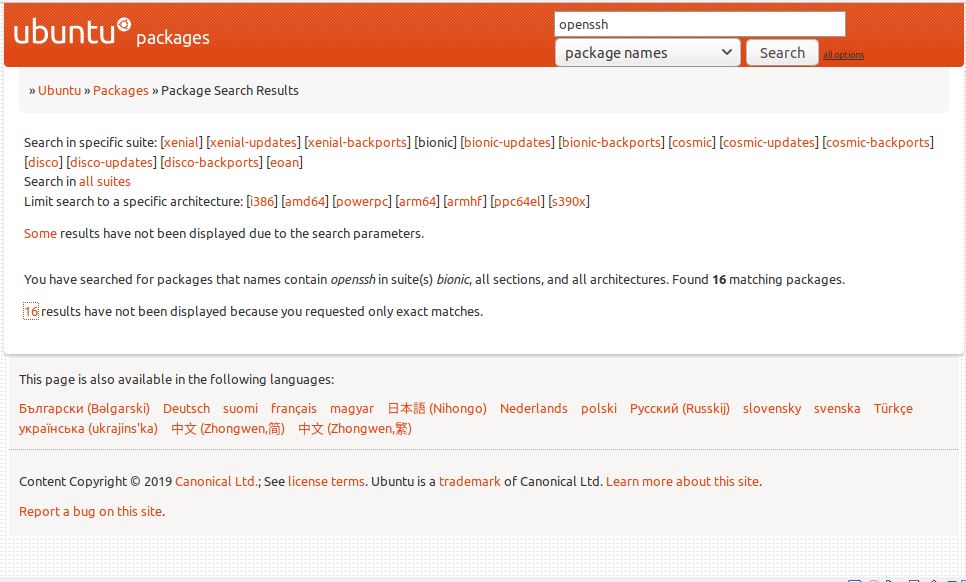 ubuntu packages
openssh
package names Search all options
» Ubuntu » Packages » Package Search Results
Search in specific suite: [xenial] [xenial-updates] [xenial-backports] [bionic] [bionic-updates] [bionic-backports] [cosmic] [cosmic-updates] [cosmic-backports]
[disco] [disco-updates] [disco-backports] [eoan]
Search in all suites
Limit search to a specific architecture: [i386] [amd64] [powerpc] [arm64] [armhf] [ppc64el] [s390x]
Some results have not been displayed due to the search parameters.
You have searched for packages that names contain openssh in suite(s) bionic, all sections, and all architectures. Found 16 matching packages.
16 results have not been displayed because you requested only exact matches.
This page is also available in the following languages:
Български (Bəlgarski) Deutsch suomi français magyar 日本語 (Nihongo) Nederlands polski Русский (Russkij) slovensky svenska Türkçe
українська (ukrajins'ka) 中文 (Zhongwen,简) 中文 (Zhongwen,繁)
Content Copyright © 2019 Canonical Ltd.; See license terms. Ubuntu is a trademark of Canonical Ltd. Learn more about this site.
Report a bug on this site.